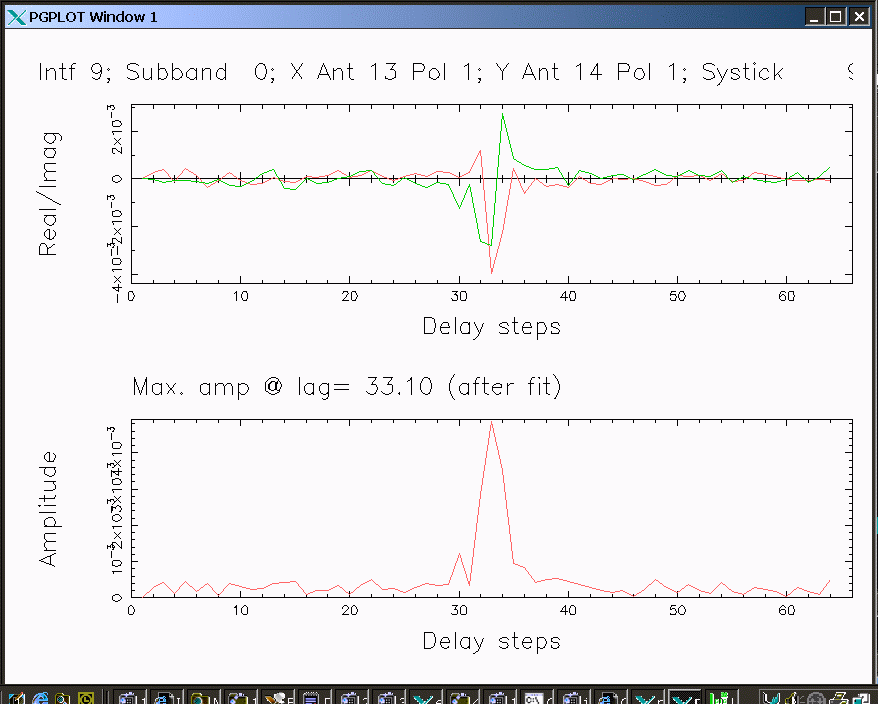 PGPLOT Window 1
Intf 9; Subband 0; X Ant 13 Pol 1; Y Ant 14 Pol 1; Systick
Real/Imag
2×10⁻³
0
−2×10⁻³
−4×10⁻³
0 10 20 30 40 50 60
Delay steps
Max. amp @ lag= 33.10 (after fit)
Amplitude
4×10⁻³
3×10⁻³
2×10⁻³
10⁻³
0
0 10 20 30 40 50 60
Delay steps